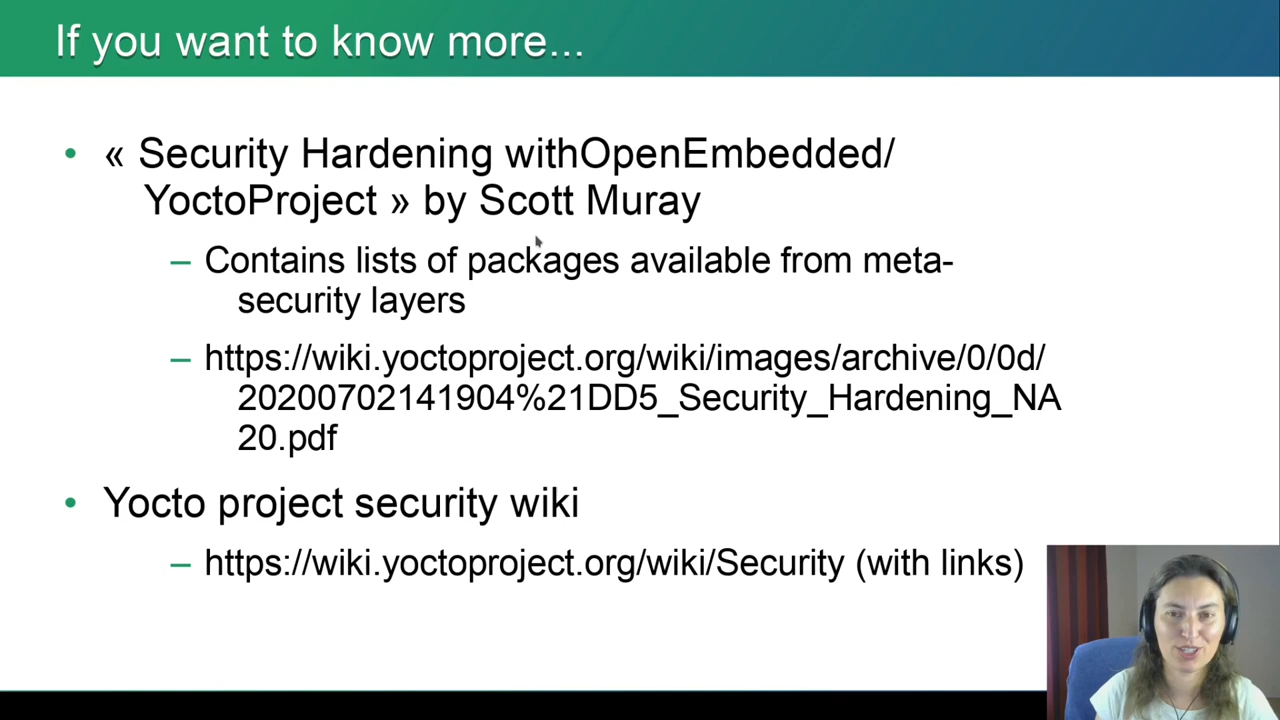 If you want to know more...
« Security Hardening withOpenEmbedded/
YoctoProject » by Scott Muray
Contains lists of packages available from meta-
security layers
https://wiki.yoctoproject.org/wiki/images/archive/0/0d/
20200702141904%21DD5_Security_Hardening_NA
20.pdf
Yocto project security wiki
https://wiki.yoctoproject.org/wiki/Security (with links)